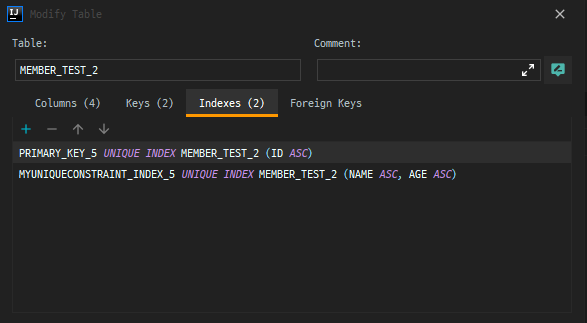 IJ Modify Table
Table: Comment:
MEMBER_TEST_2
Columns (4) Keys (2) Indexes (2) Foreign Keys
PRIMARY_KEY_5 UNIQUE INDEX MEMBER_TEST_2 (ID ASC)
MYUNIQUECONSTRAINT_INDEX_5 UNIQUE INDEX MEMBER_TEST_2 (NAME ASC, AGE ASC)